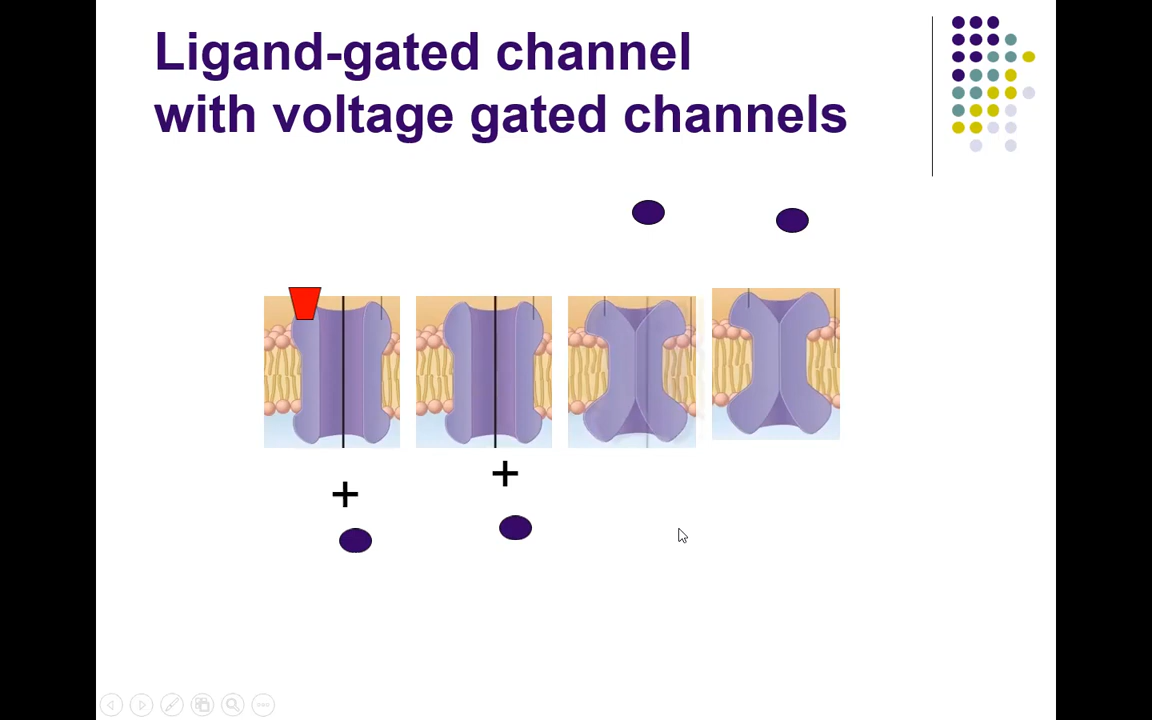 Ligand-gated channel
with voltage gated channels
+
+